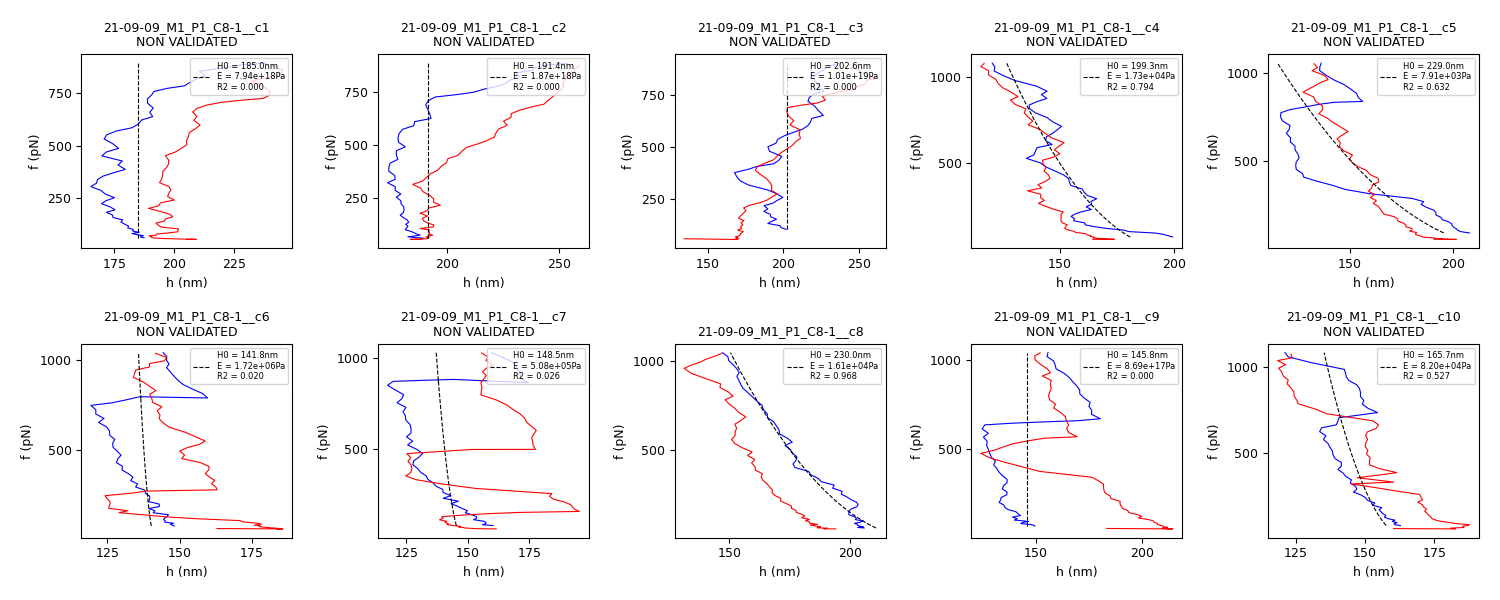 21-09-09_M1_P1_C8-1__c1
NON VALIDATED
H0 = 185.0nm
E = 7.94e+18Pa
R2 = 0.000
f (pN)
750
500
250
175
200
225
h (nm)
21-09-09_M1_P1_C8-1__c2
NON VALIDATED
H0 = 191.4nm
E = 1.87e+18Pa
R2 = 0.000
f (pN)
750
500
250
200
250
h (nm)
21-09-09_M1_P1_C8-1__c3
NON VALIDATED
H0 = 202.6nm
E = 1.01e+19Pa
R2 = 0.000
f (pN)
750
500
250
150
200
250
h (nm)
21-09-09_M1_P1_C8-1__c4
NON VALIDATED
H0 = 199.3nm
E = 1.73e+04Pa
R2 = 0.794
f (pN)
1000
500
150
200
h (nm)
21-09-09_M1_P1_C8-1__c5
NON VALIDATED
H0 = 229.0nm
E = 7.91e+03Pa
R2 = 0.632
f (pN)
1000
500
150
200
h (nm)
21-09-09_M1_P1_C8-1__c6
NON VALIDATED
H0 = 141.8nm
E = 1.72e+06Pa
R2 = 0.020
f (pN)
1000
500
125
150
175
h (nm)
21-09-09_M1_P1_C8-1__c7
NON VALIDATED
H0 = 148.5nm
E = 5.08e+05Pa
R2 = 0.026
f (pN)
1000
500
125
150
175
h (nm)
21-09-09_M1_P1_C8-1__c8
H0 = 230.0nm
E = 1.61e+04Pa
R2 = 0.968
f (pN)
1000
500
150
200
h (nm)
21-09-09_M1_P1_C8-1__c9
NON VALIDATED
H0 = 145.8nm
E = 8.69e+17Pa
R2 = 0.000
f (pN)
1000
500
150
200
h (nm)
21-09-09_M1_P1_C8-1__c10
NON VALIDATED
H0 = 165.7nm
E = 8.20e+04Pa
R2 = 0.527
f (pN)
1000
500
125
150
175
h (nm)